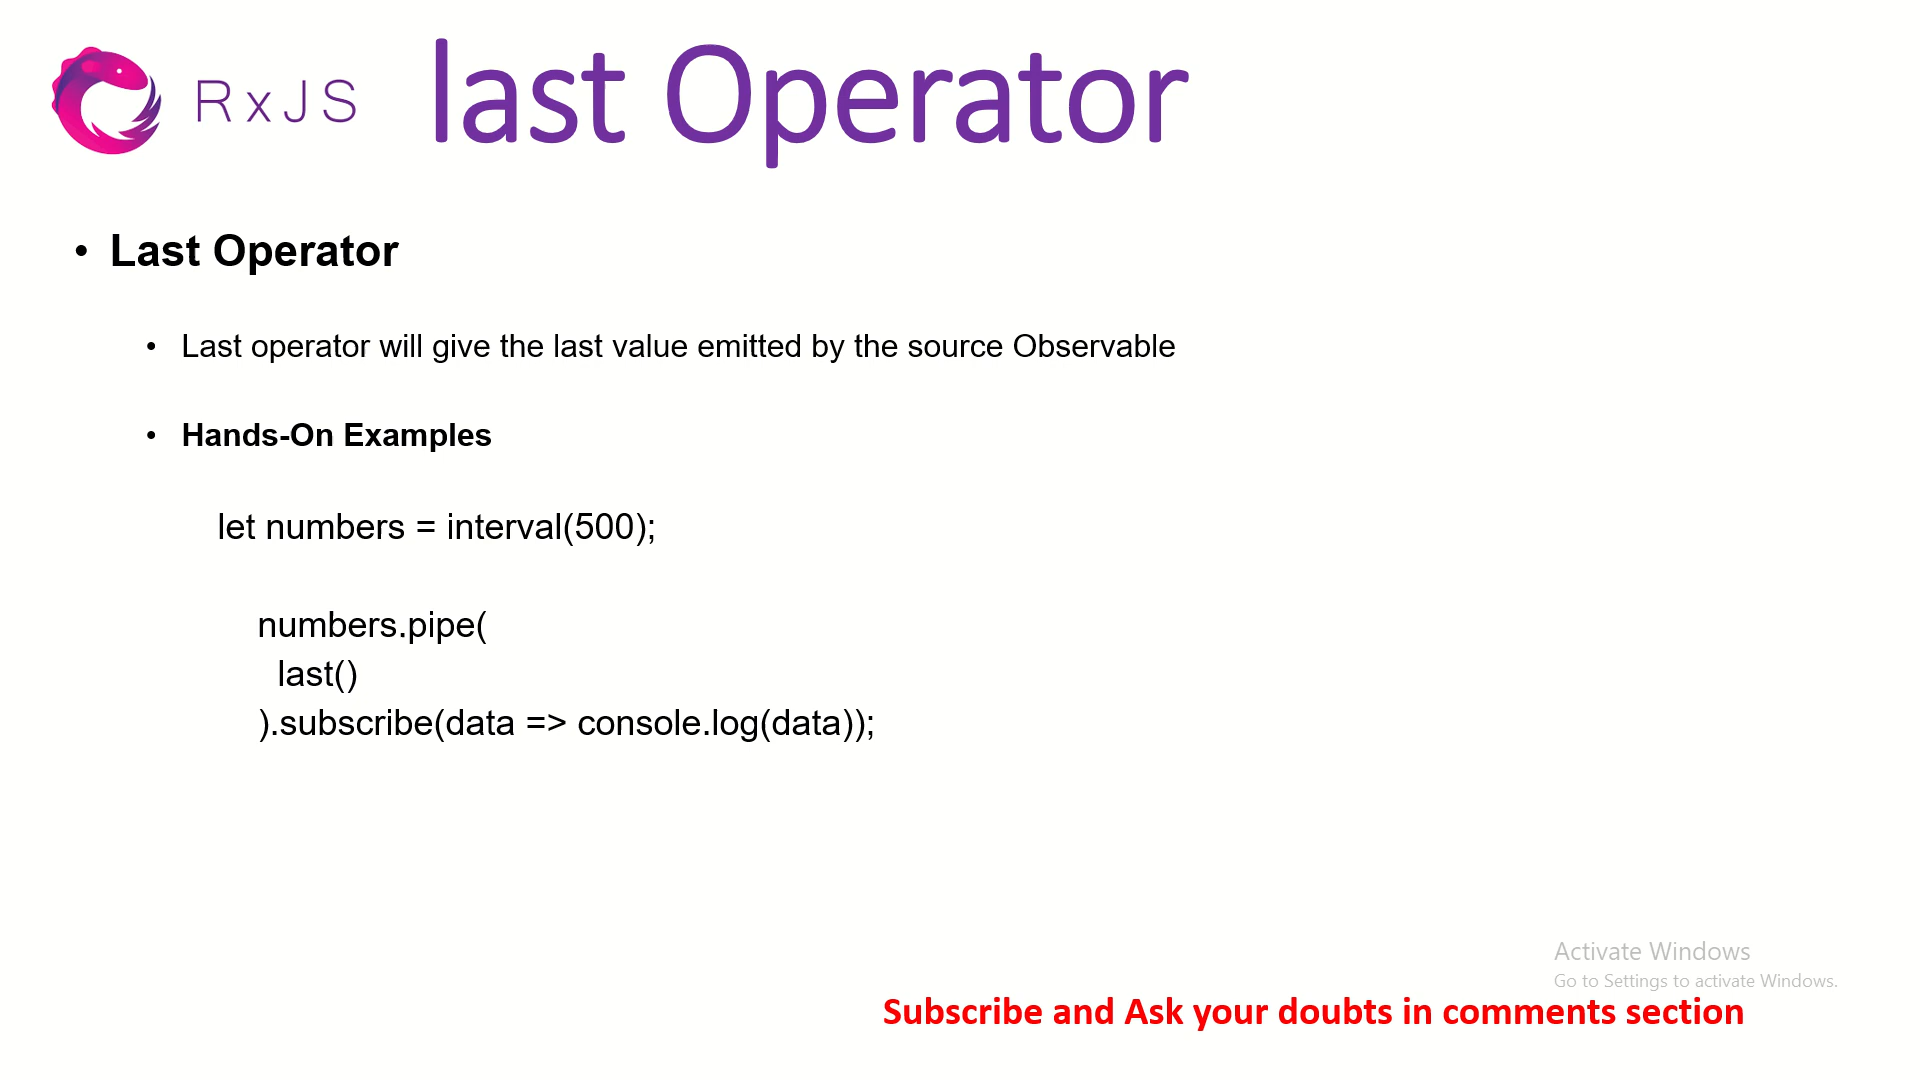 RxJS
last Operator
• Last Operator
• Last operator will give the last value emitted by the source Observable
• Hands-On Examples
let numbers = interval(500);
numbers.pipe(
last()
).subscribe(data => console.log(data));
Activate Windows
Go to Settings to activate Windows.
Subscribe and Ask your doubts in comments section